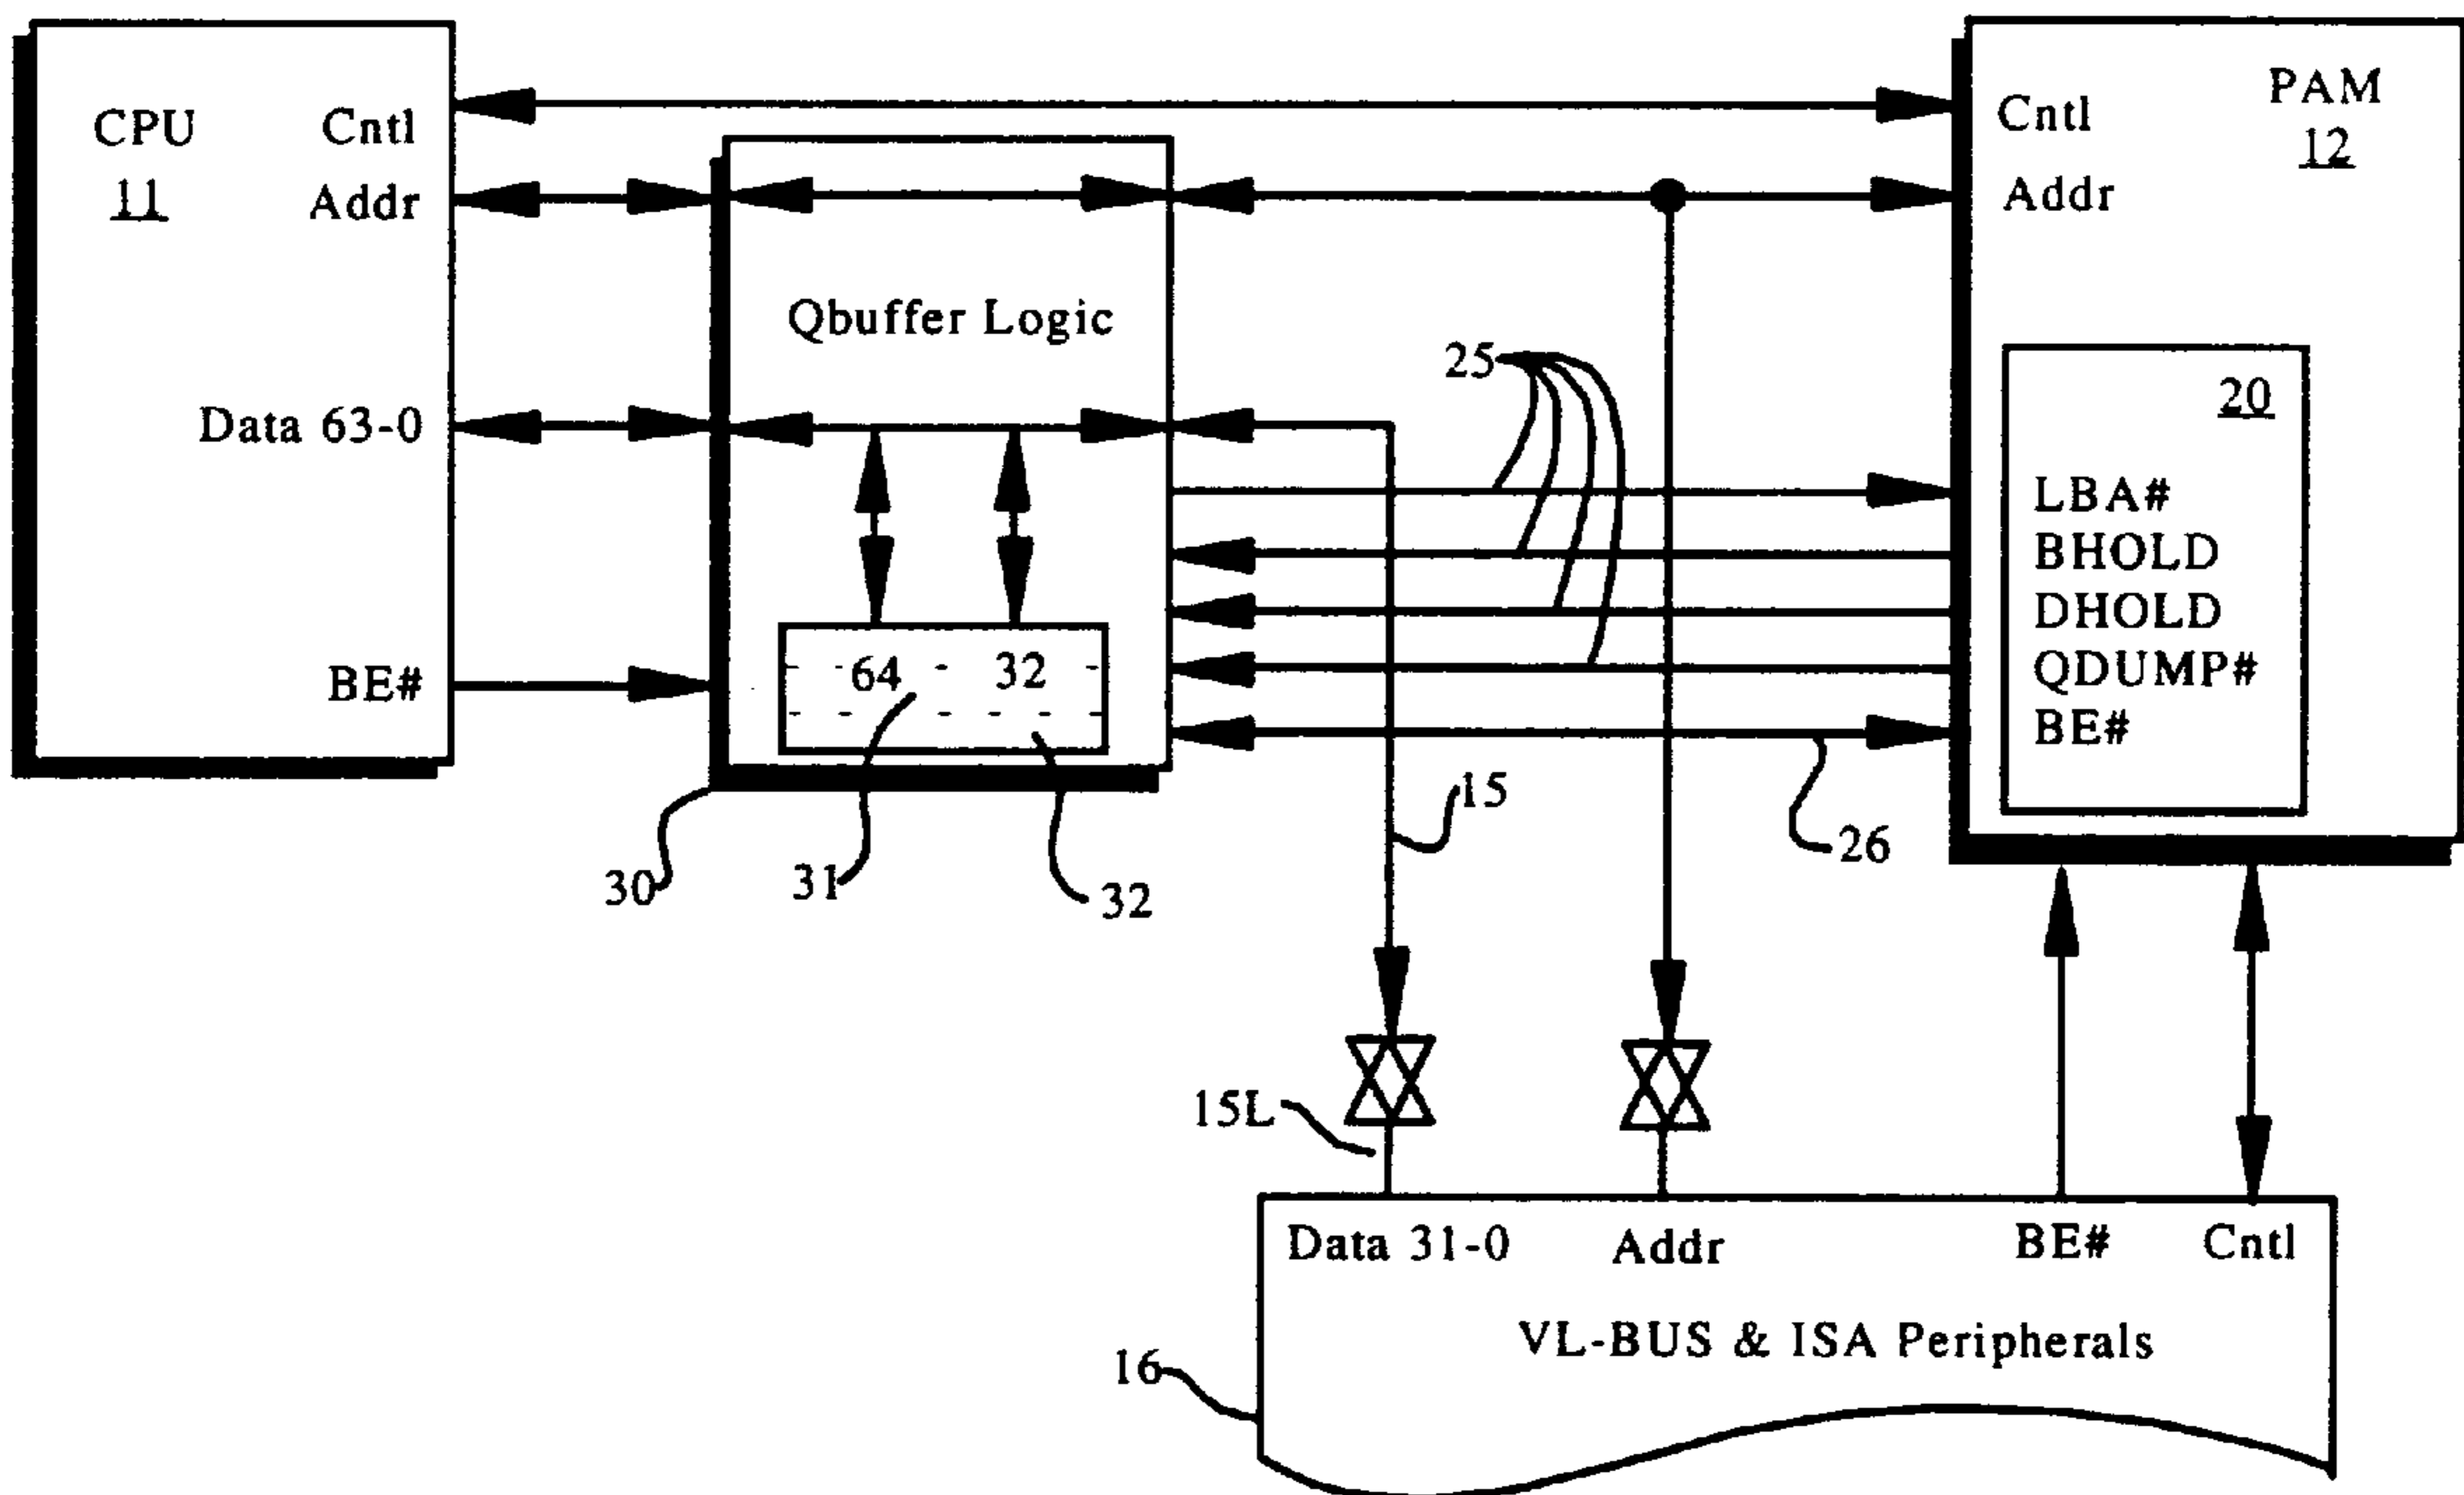 CPU
11
Cntl
Addr
Data 63-0
BE#
Qbuffer Logic
64 32
30
31
32
25
15
26
PAM
12
Cntl
Addr
20
LBA#
BHOLD
DHOLD
QDUMP#
BE#
15L
Data 31-0 Addr BE# Cntl
VL-BUS & ISA Peripherals
16